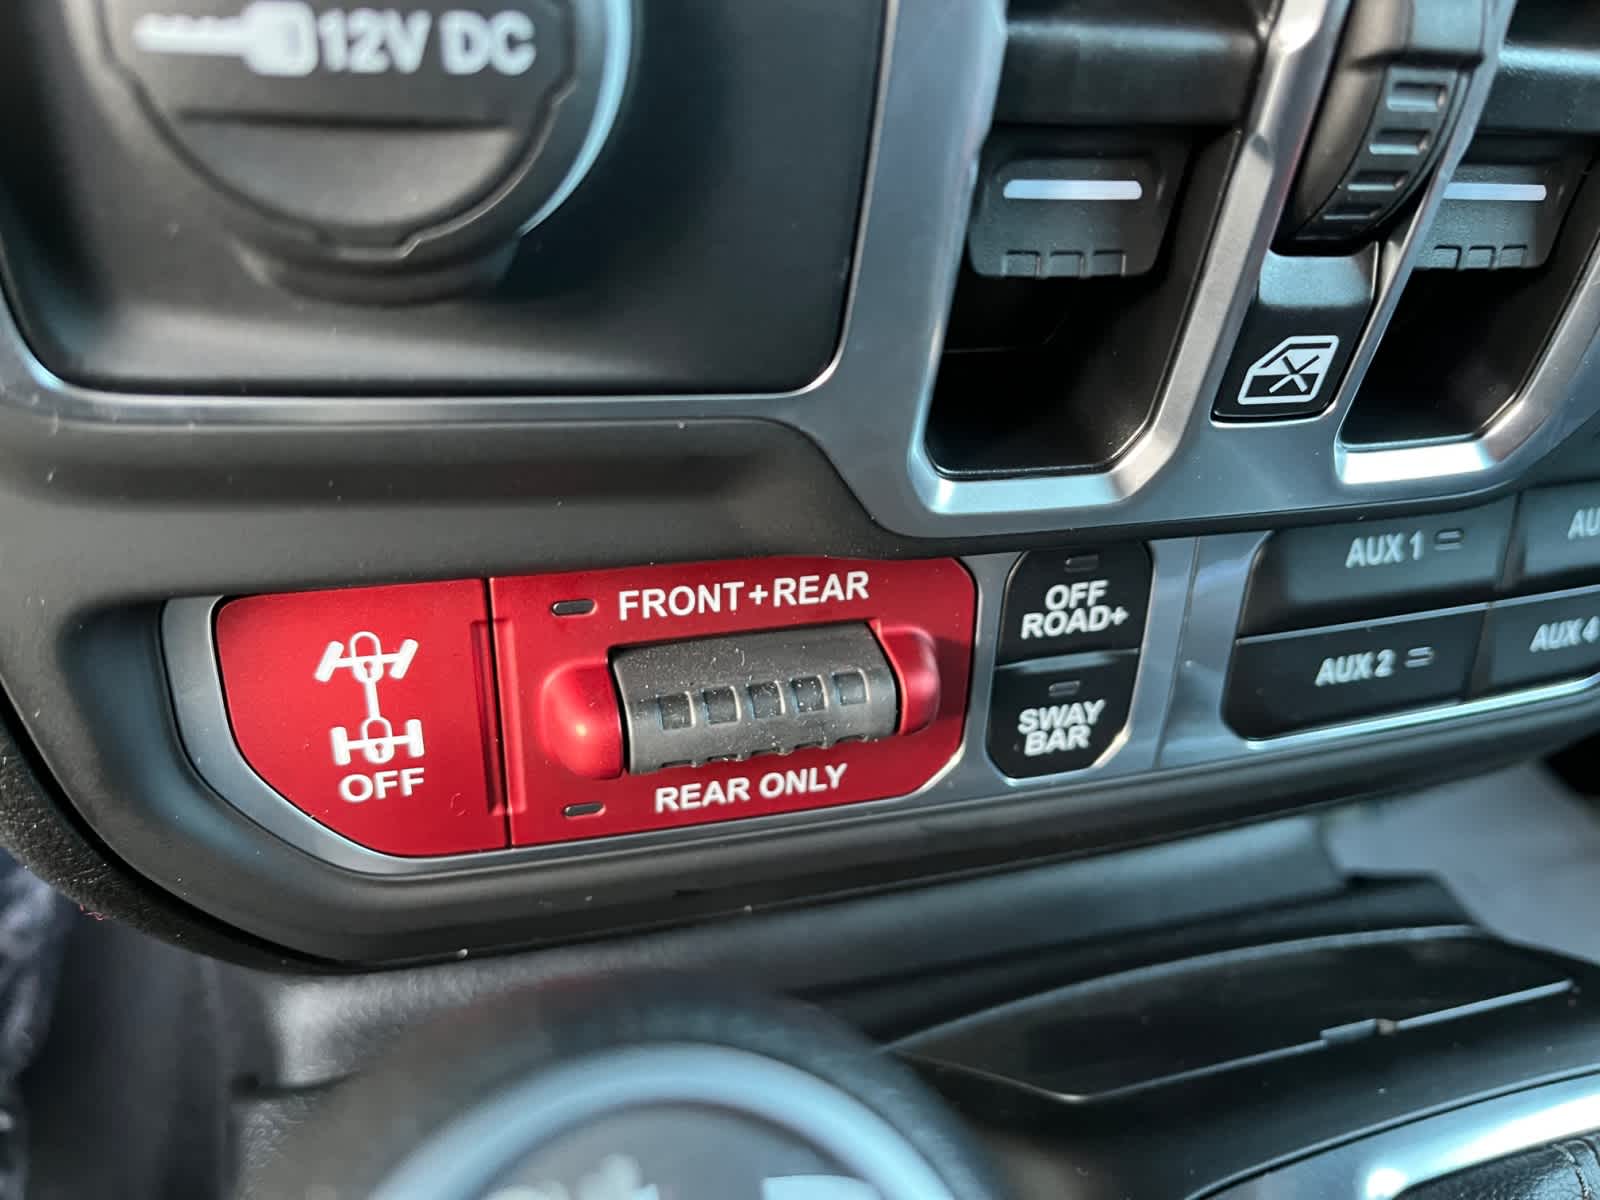 12V DC
FRONT+REAR
REAR ONLY
OFF
OFF
ROAD+
SWAY
BAR
AUX 1
AUX 2
AUX 4